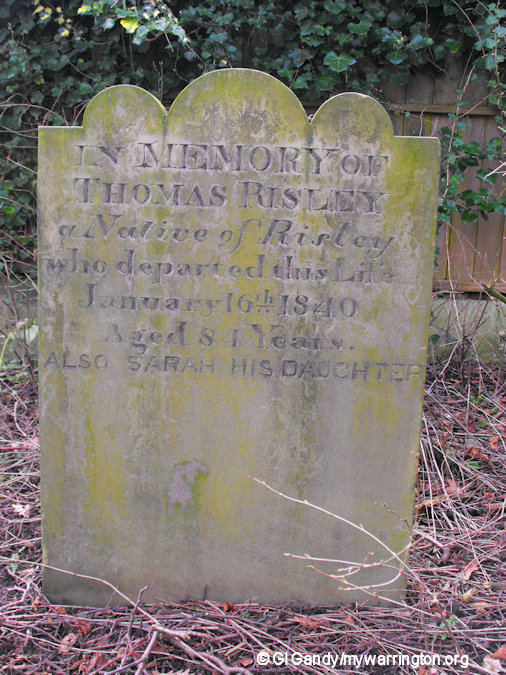 IN MEMORY OF
THOMAS RISLEY
a Native of Risley
who departed this Life
January 16th 1840
Aged 84 Years.
ALSO SARAH HIS DAUGHTER
© GI Gandy/mywarrington.org